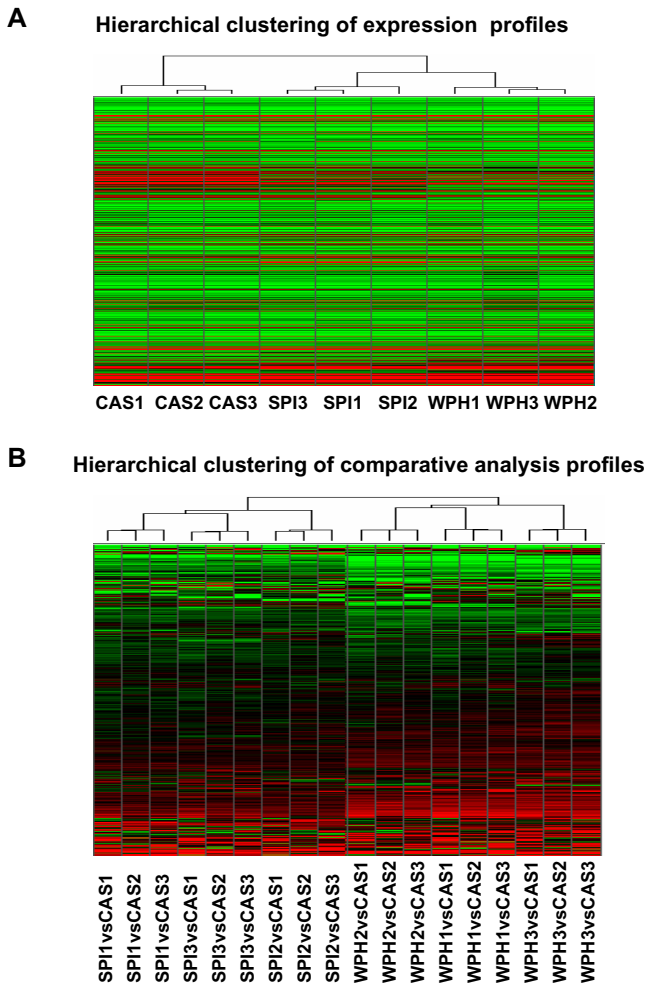 A
Hierarchical clustering of expression profiles
CAS1 CAS2 CAS3 SPI3 SPI1 SPI2 WPH1 WPH3 WPH2
B
Hierarchical clustering of comparative analysis profiles
SPI1vsCAS1
SPI1vsCAS2
SPI1vsCAS3
SPI3vsCAS1
SPI3vsCAS2
SPI3vsCAS3
SPI2vsCAS1
SPI2vsCAS2
SPI2vsCAS3
WPH2vsCAS1
WPH2vsCAS2
WPH2vsCAS3
WPH1vsCAS1
WPH1vsCAS2
WPH1vsCAS3
WPH3vsCAS1
WPH3vsCAS2
WPH3vsCAS3